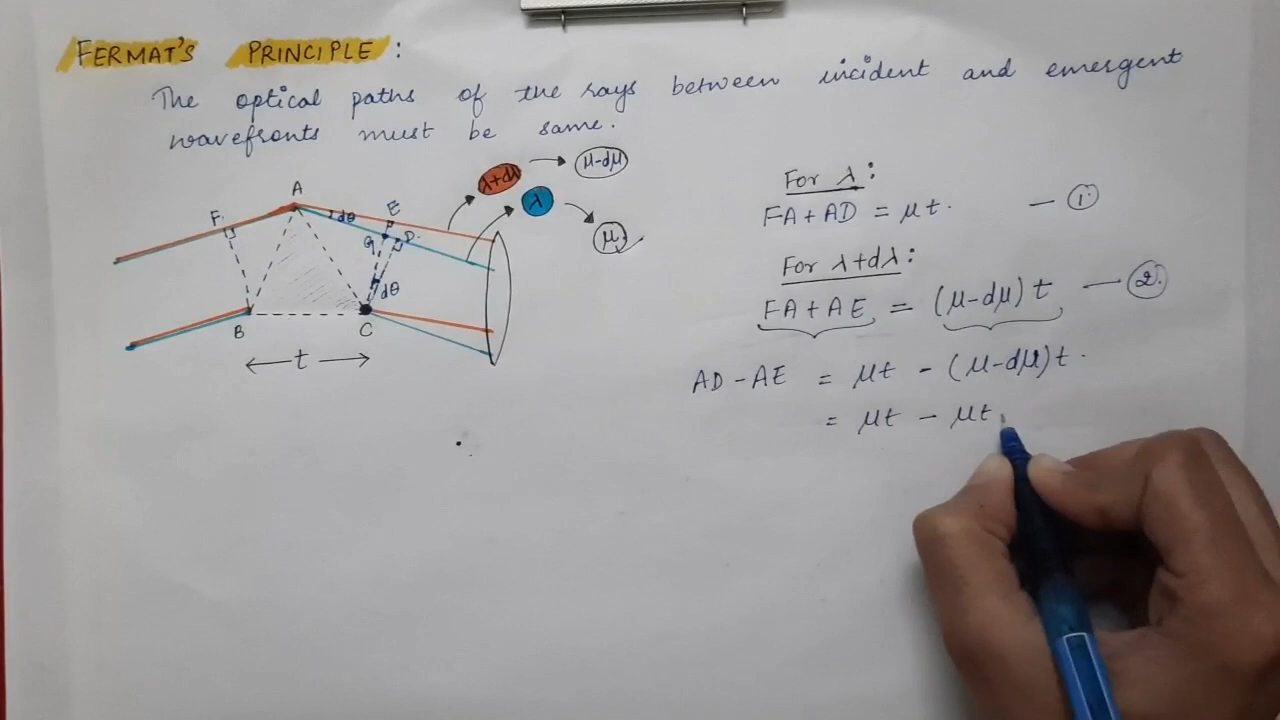 FERMAT'S PRINCIPLE :
The optical paths of the rays between incident and emergent
wavefronts must be same.
λ+dλ → μ-dμ
λ
μ
A
F
dθ
E
G
D
dθ
B
C
t
For λ :
FA + AD = μt. — 1.
For λ+dλ :
FA + AE = (μ-dμ) t — 2.
AD - AE = μt - (μ-dμ)t.
= μt - μt